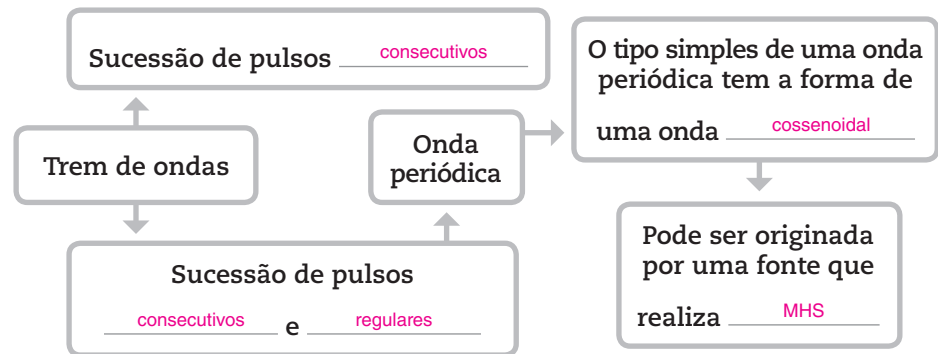 Sucessão de pulsos consecutivos
Trem de ondas
Sucessão de pulsos
consecutivos e regulares
Onda
periódica
O tipo simples de uma onda
periódica tem a forma de
uma onda cossenoidal
Pode ser originada
por uma fonte que
realiza MHS